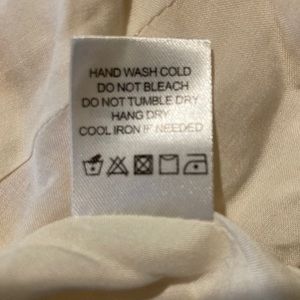 HAND WASH COLD
DO NOT BLEACH
DO NOT TUMBLE DRY
HANG DRY
COOL IRON IF NEEDED